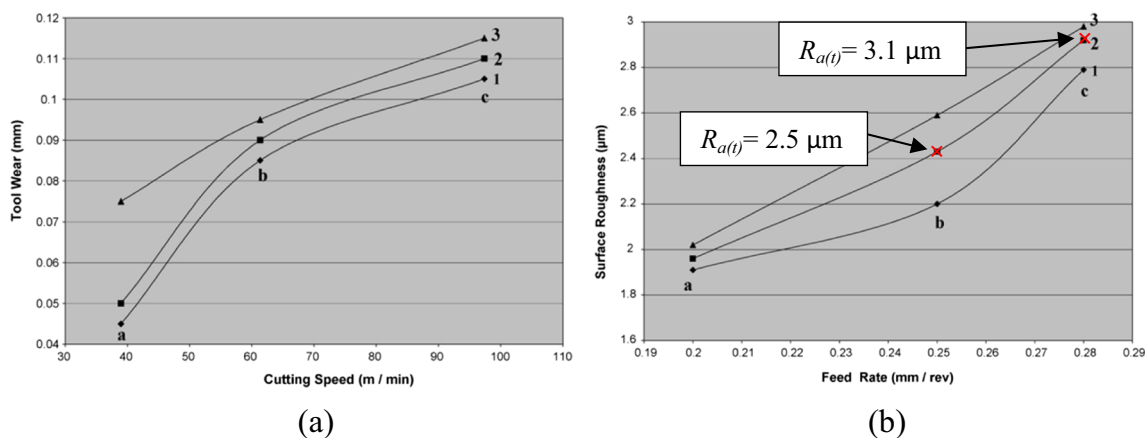 0.12
0.11
0.1
0.09
0.08
0.07
0.06
0.05
0.04
30 40 50 60 70 80 90 100 110
Tool Wear (mm)
Cutting Speed (m / min)
3
2
1
c
b
a
(a)
3
2.8
2.6
2.4
2.2
2
1.8
1.6
0.19 0.2 0.21 0.22 0.23 0.24 0.25 0.26 0.27 0.28 0.29
Surface Roughness (µm)
Feed Rate (mm / rev)
Ra(t)= 3.1 µm
Ra(t)= 2.5 µm
3
2
1
c
b
a
(b)